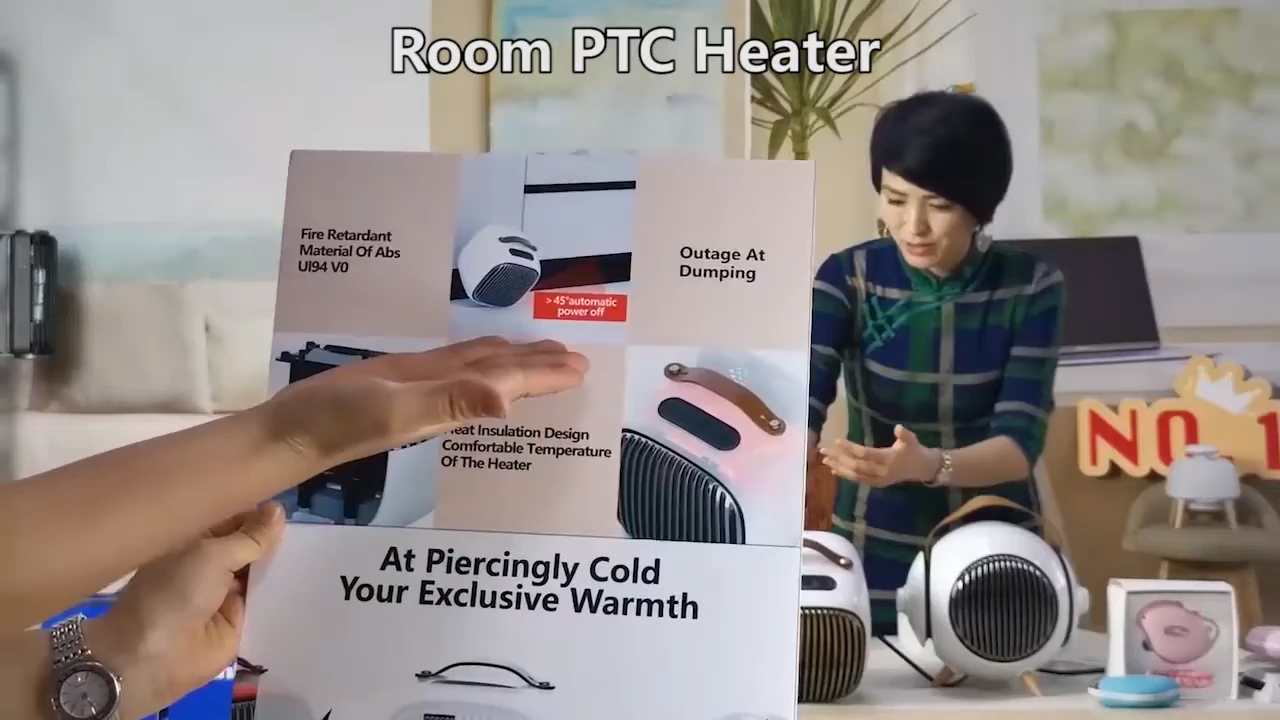 Room PTC Heater
Fire Retardant
Material Of Abs
Ul94 V0
> 45°automatic
power off
Outage At
Dumping
Heat Insulation Design
Comfortable Temperature
Of The Heater
At Piercingly Cold
Your Exclusive Warmth
NO 1